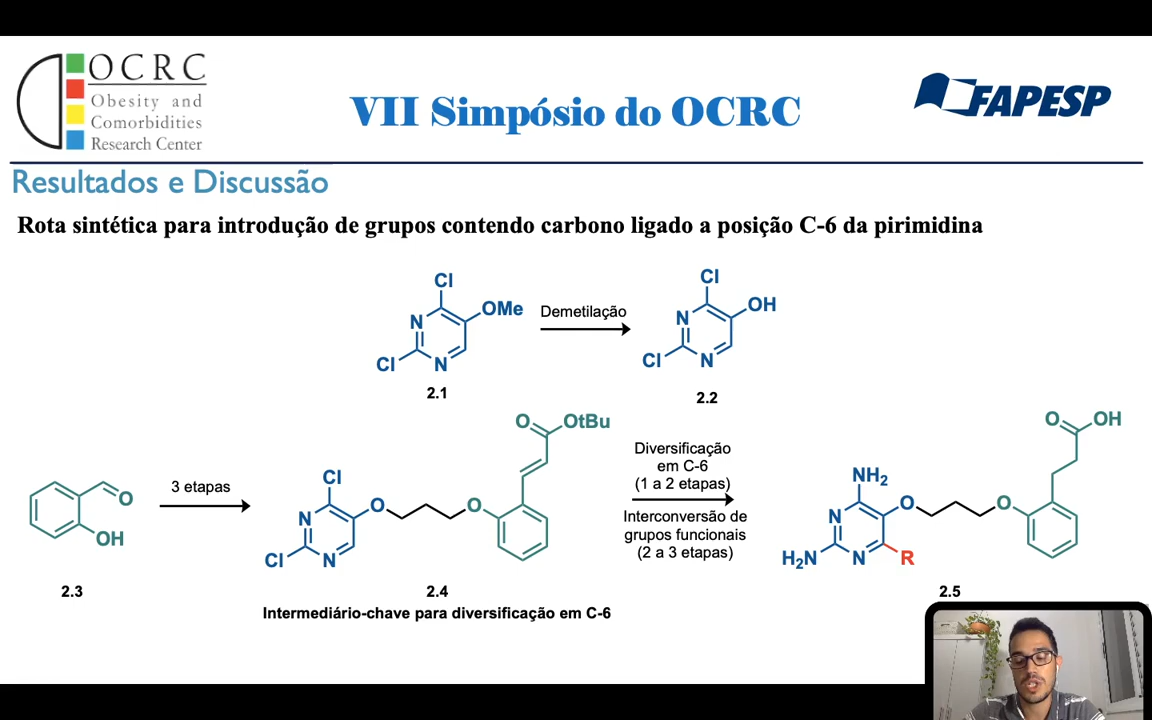 OCRC
Obesity and
Comorbidities
Research Center
VII Simpósio do OCRC
FAPESP
Resultados e Discussão
Rota sintética para introdução de grupos contendo carbono ligado a posição C-6 da pirimidina
Cl
N
OMe
Cl
N
2.1
Demetilação
Cl
N
OH
Cl
N
2.2
O
OH
2.3
3 etapas
O
OtBu
Cl
N
O
O
Cl
N
2.4
Intermediário-chave para diversificação em C-6
Diversificação
em C-6
(1 a 2 etapas)
Interconversão de
grupos funcionais
(2 a 3 etapas)
O
OH
NH₂
N
O
O
H₂N
N
R
2.5